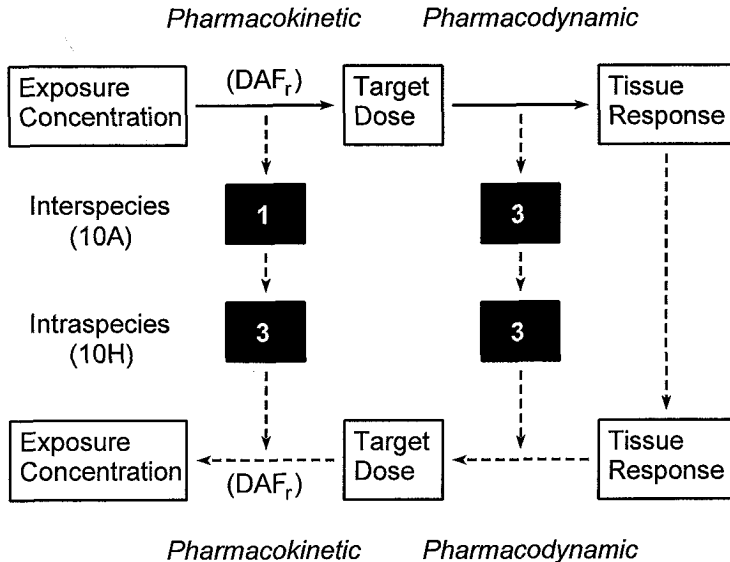 Pharmacokinetic Pharmacodynamic
Exposure
Concentration
(DAFr)
Target
Dose
Tissue
Response
Interspecies
(10A)
1
3
Intraspecies
(10H)
3
3
Exposure
Concentration
(DAFr)
Target
Dose
Tissue
Response
Pharmacokinetic Pharmacodynamic